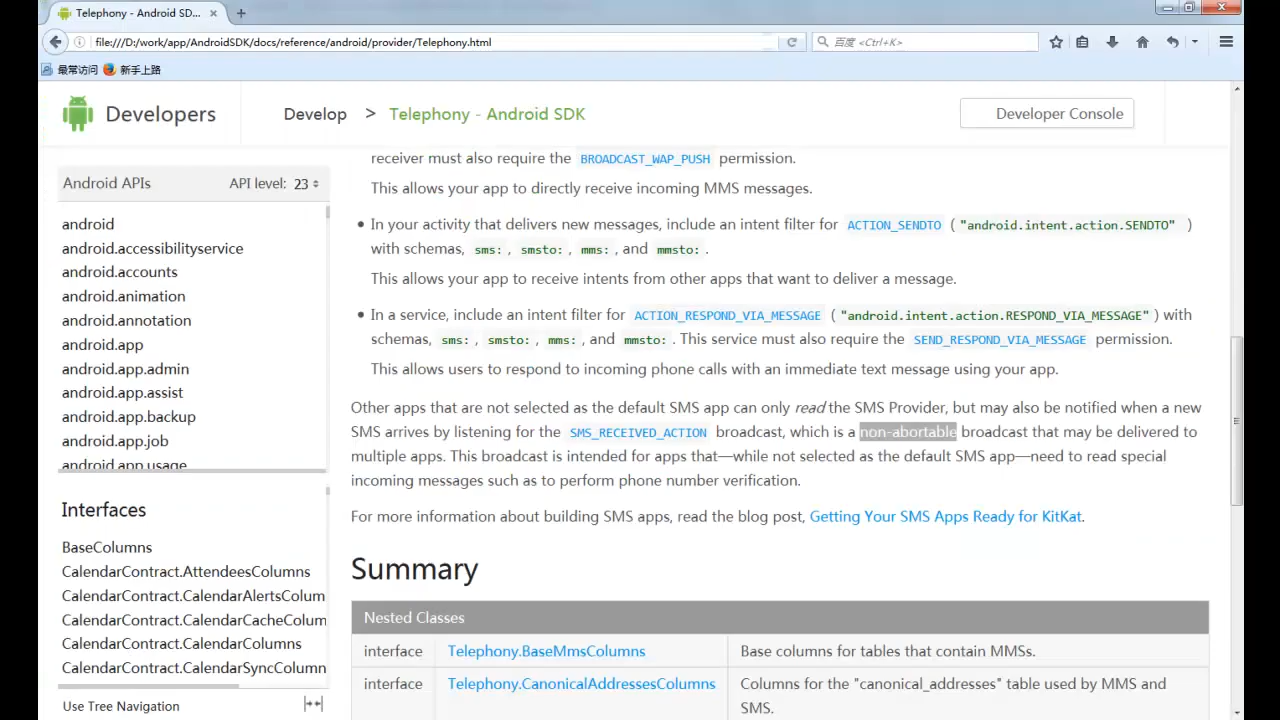 Telephony - Android SD...
file:///D:/work/app/AndroidSDK/docs/reference/android/provider/Telephony.html
百度 <Ctrl+K>
最常访问 新手上路
Developers
Develop > Telephony - Android SDK
Developer Console
Android APIs API level: 23
android
android.accessibilityservice
android.accounts
android.animation
android.annotation
android.app
android.app.admin
android.app.assist
android.app.backup
android.app.job
android.app.usage
Interfaces
BaseColumns
CalendarContract.AttendeesColumns
CalendarContract.CalendarAlertsColum
CalendarContract.CalendarCacheColum
CalendarContract.CalendarColumns
CalendarContract.CalendarSyncColumn
Use Tree Navigation
receiver must also require the BROADCAST_WAP_PUSH permission.
This allows your app to directly receive incoming MMS messages.
• In your activity that delivers new messages, include an intent filter for ACTION_SENDTO ("android.intent.action.SENDTO" )
with schemas, sms:, smsto:, mms:, and mmsto:.
This allows your app to receive intents from other apps that want to deliver a message.
• In a service, include an intent filter for ACTION_RESPOND_VIA_MESSAGE ("android.intent.action.RESPOND_VIA_MESSAGE") with
schemas, sms:, smsto:, mms:, and mmsto:. This service must also require the SEND_RESPOND_VIA_MESSAGE permission.
This allows users to respond to incoming phone calls with an immediate text message using your app.
Other apps that are not selected as the default SMS app can only read the SMS Provider, but may also be notified when a new
SMS arrives by listening for the SMS_RECEIVED_ACTION broadcast, which is a non-abortable broadcast that may be delivered to
multiple apps. This broadcast is intended for apps that—while not selected as the default SMS app—need to read special
incoming messages such as to perform phone number verification.
For more information about building SMS apps, read the blog post, Getting Your SMS Apps Ready for KitKat.
Summary
Nested Classes
interface Telephony.BaseMmsColumns Base columns for tables that contain MMSs.
interface Telephony.CanonicalAddressesColumns Columns for the "canonical_addresses" table used by MMS and
SMS.